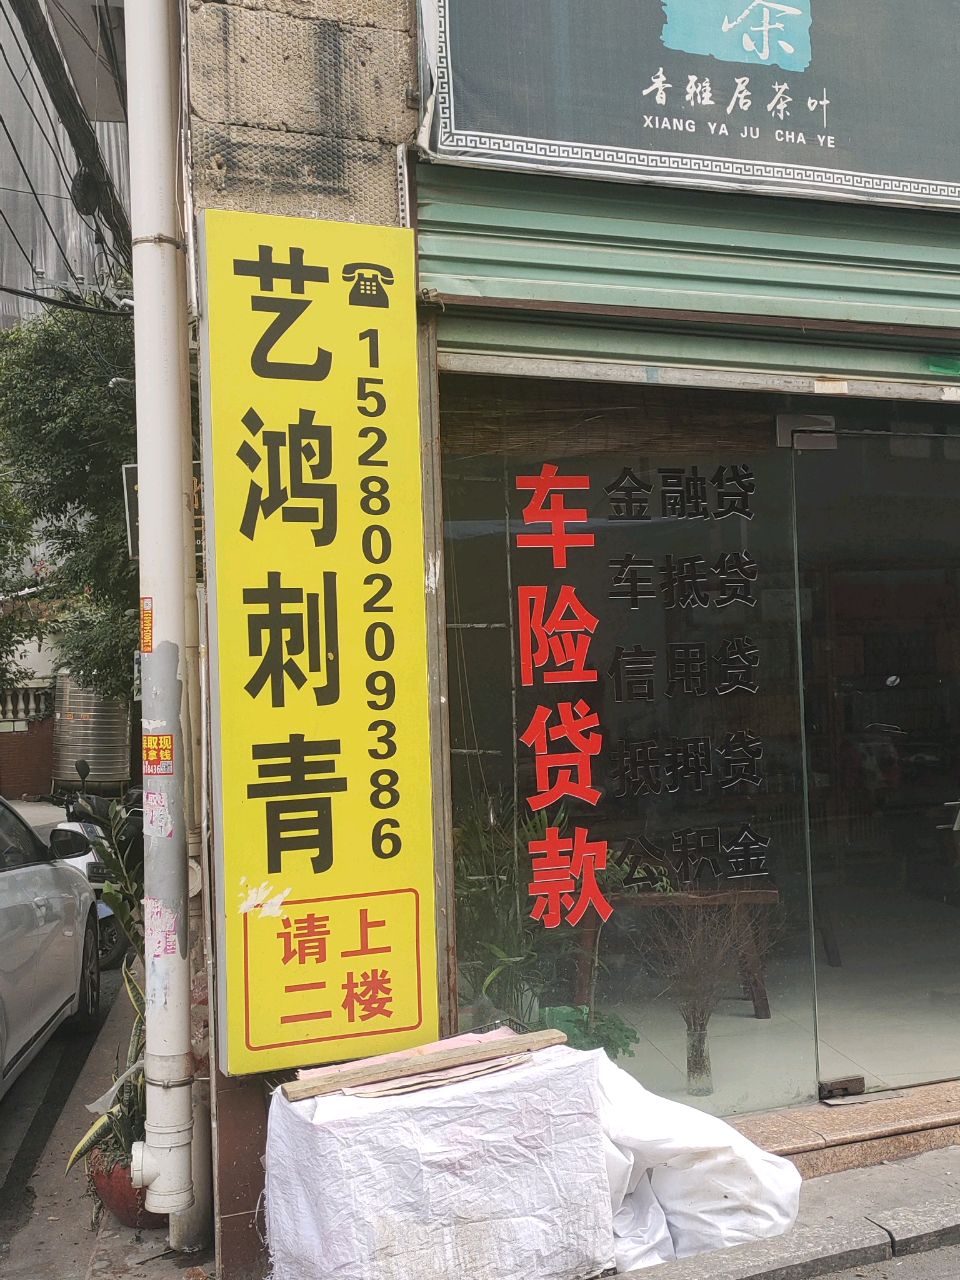 茶
香雅居茶叶
XIANG YA JU CHA YE
艺鸿刺青
15280209386
请上
二楼
车险贷款
金融贷
车抵贷
信用贷
抵押贷
公积金